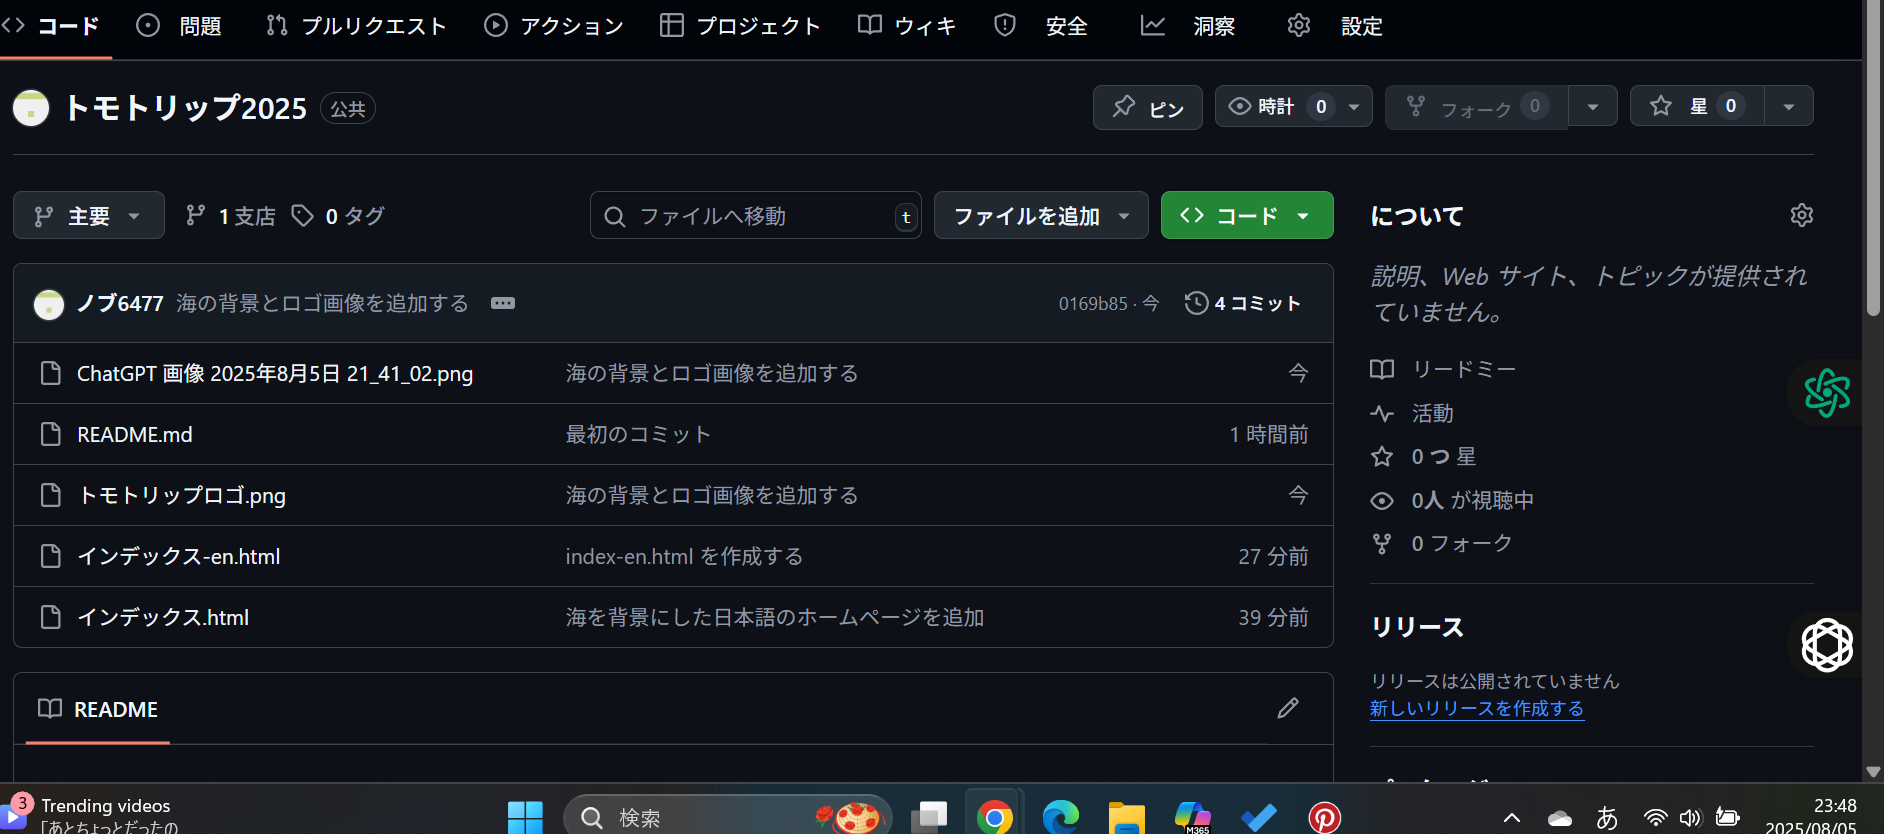 コード 問題 プルリクエスト アクション プロジェクト ウィキ 安全 洞察 設定
トモトリップ2025 公共 ピン 時計 0 フォーク 0 星 0
主要 1 支店 0 タグ ファイルへ移動 t ファイルを追加 コード
ノブ6477 海の背景とロゴ画像を追加する 0169b85 · 今 4 コミット
ChatGPT 画像 2025年8月5日 21_41_02.png 海の背景とロゴ画像を追加する 今
README.md 最初のコミット 1 時間前
トモトリップロゴ.png 海の背景とロゴ画像を追加する 今
インデックス-en.html index-en.html を作成する 27 分前
インデックス.html 海を背景にした日本語のホームページを追加 39 分前
README
について
説明、Web サイト、トピックが提供され
ていません。
リードミー
活動
0 つ 星
0人 が視聴中
0 フォーク
リリース
リリースは公開されていません
新しいリリースを作成する
3 Trending videos
「あとちょっとだったの
検索
M365
あ
23:48
2025/08/05